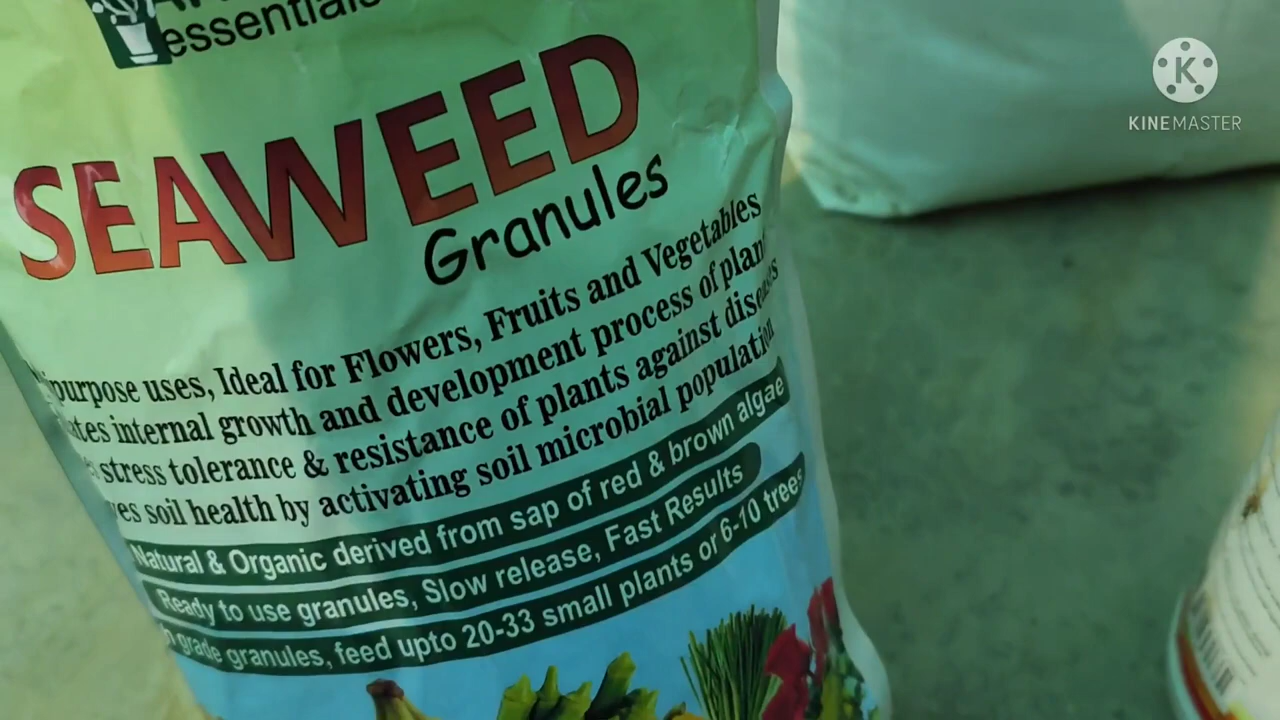 essentials
SEAWEED
Granules
purpose uses, Ideal for Flowers, Fruits and Vegetables
internal growth and development process of plan
stress tolerance & resistance of plants against diseases
es soil health by activating soil microbial population
Natural & Organic derived from sap of red & brown algae
Ready to use granules, Slow release, Fast Results
grade granules, feed upto 20-33 small plants or 6-10 trees
K
KINEMASTER